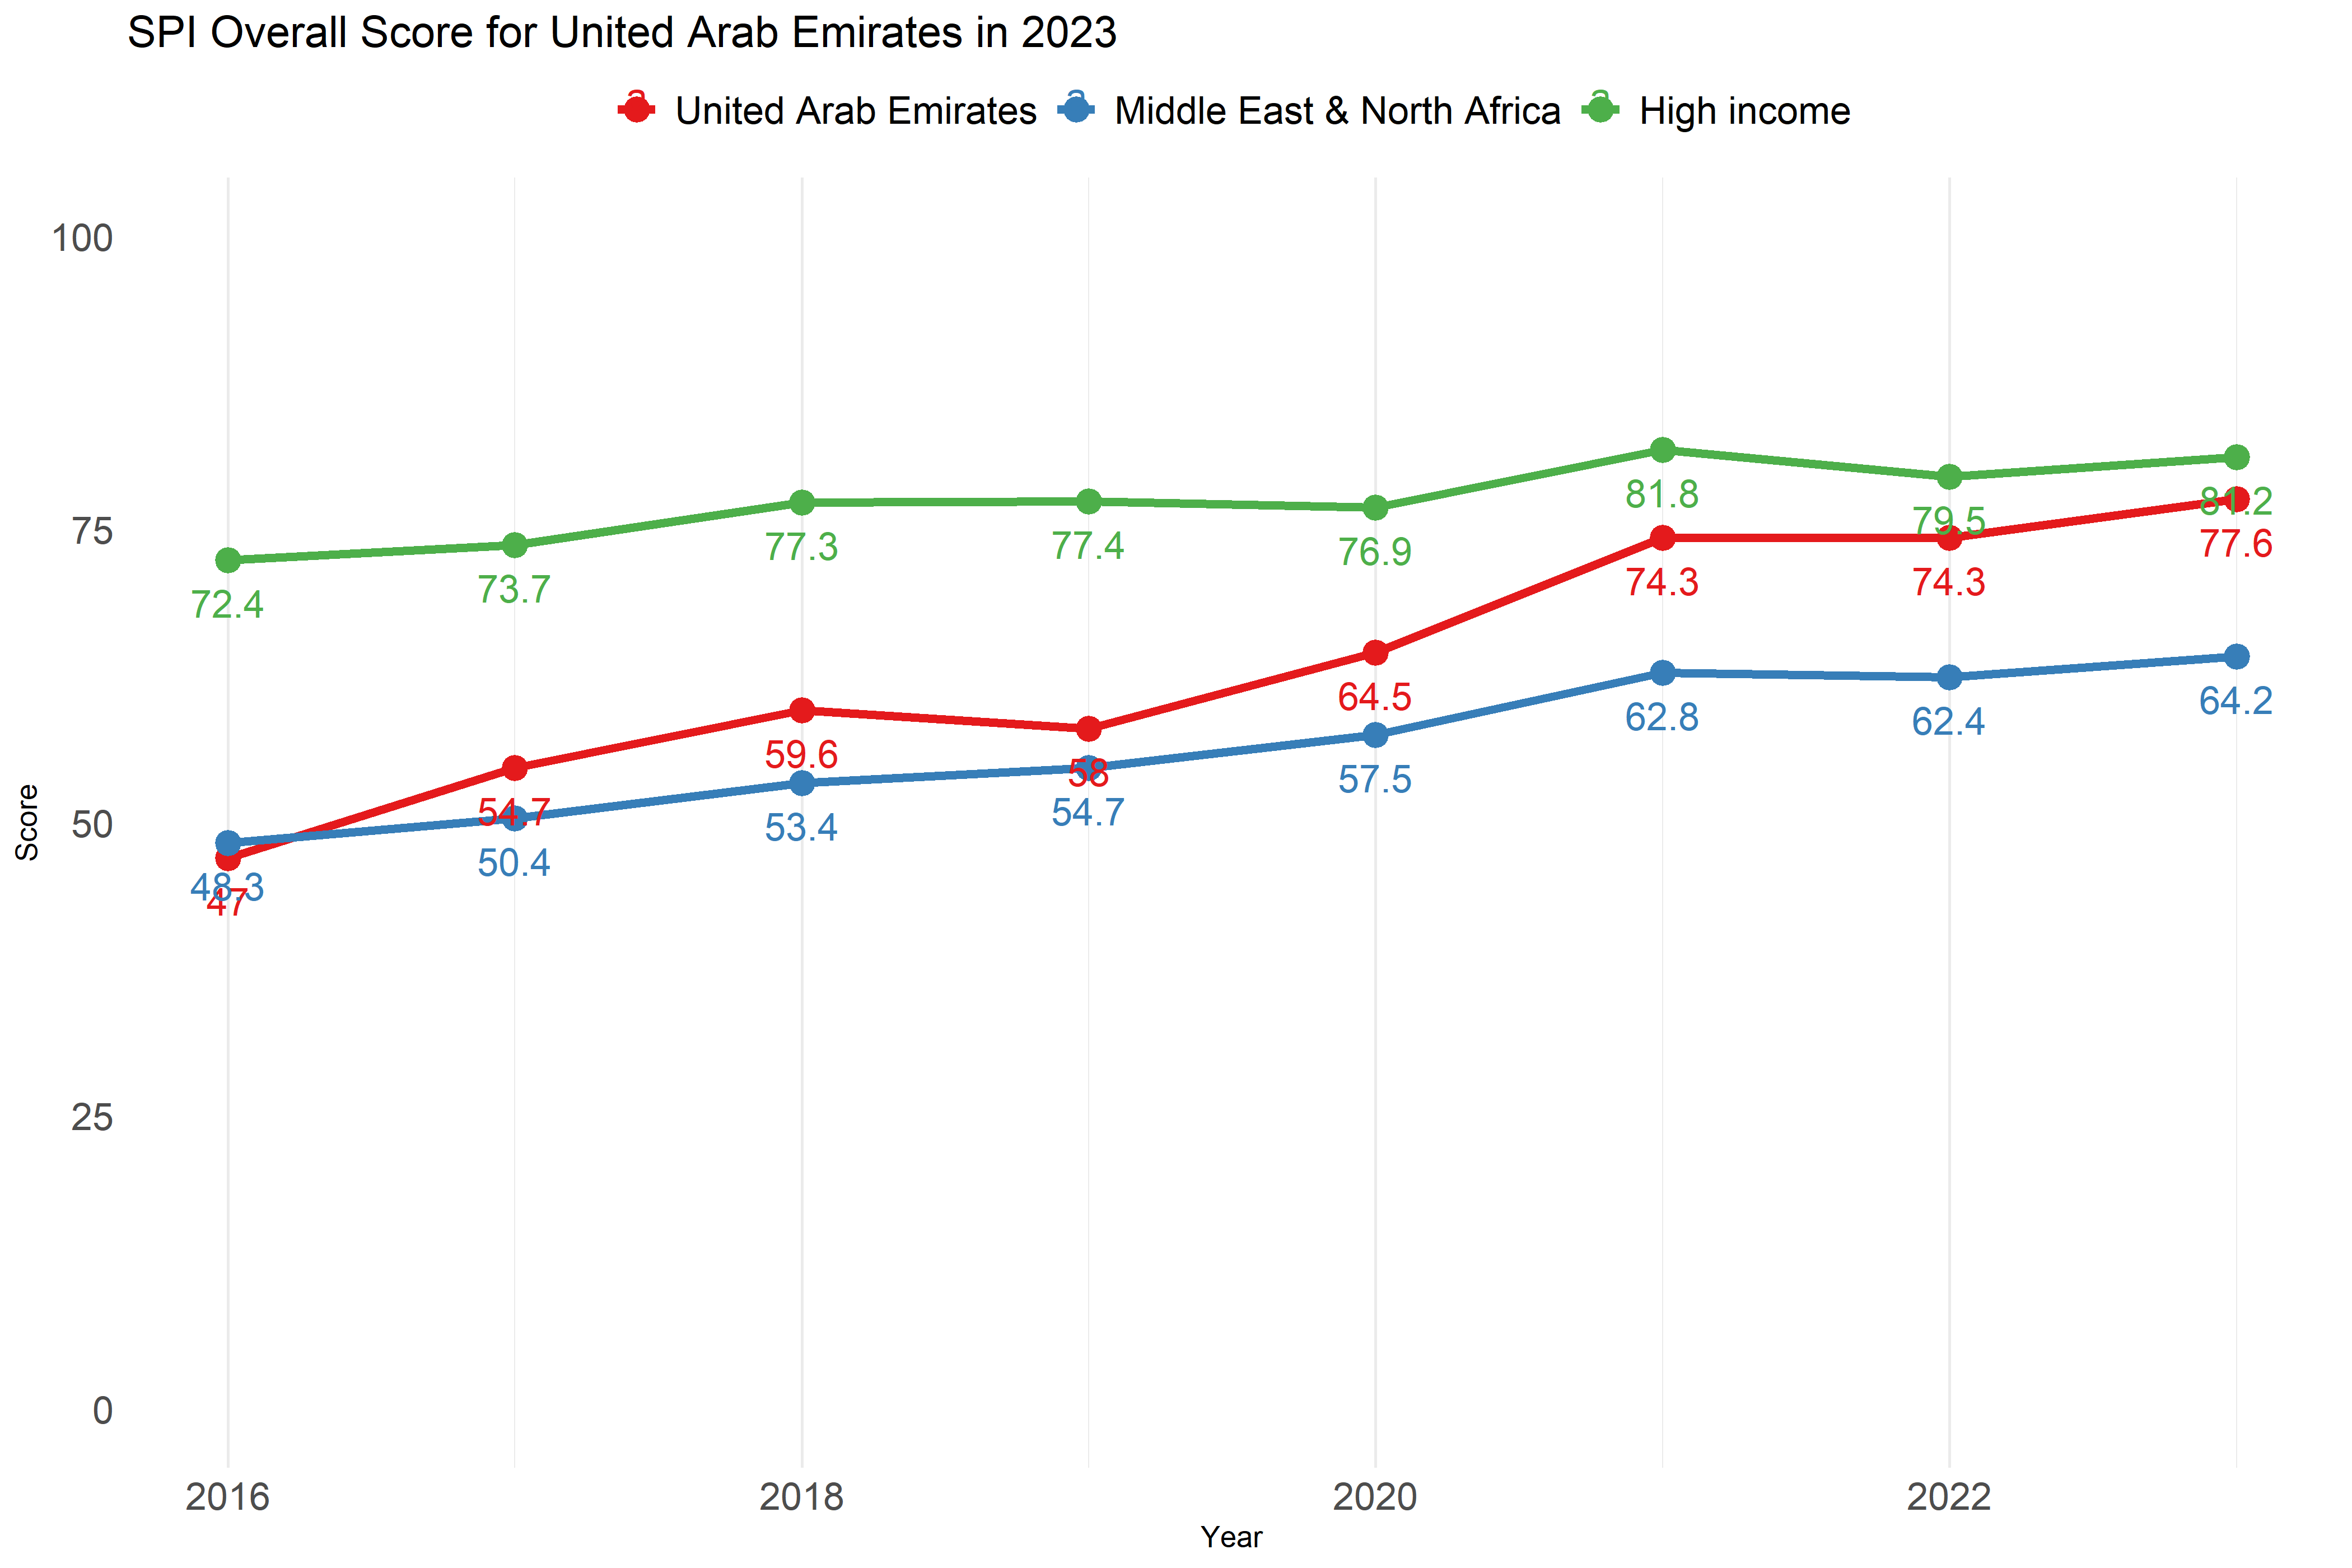 SPI Overall Score for United Arab Emirates in 2023
United Arab Emirates Middle East & North Africa High income
100
75
50
25
0
Score
72.4 73.7 77.3 77.4 76.9 81.8 79.5 81.2
47 54.7 59.6 58 64.5 74.3 74.3 77.6
48.3 50.4 53.4 54.7 57.5 62.8 62.4 64.2
2016 2018 2020 2022
Year